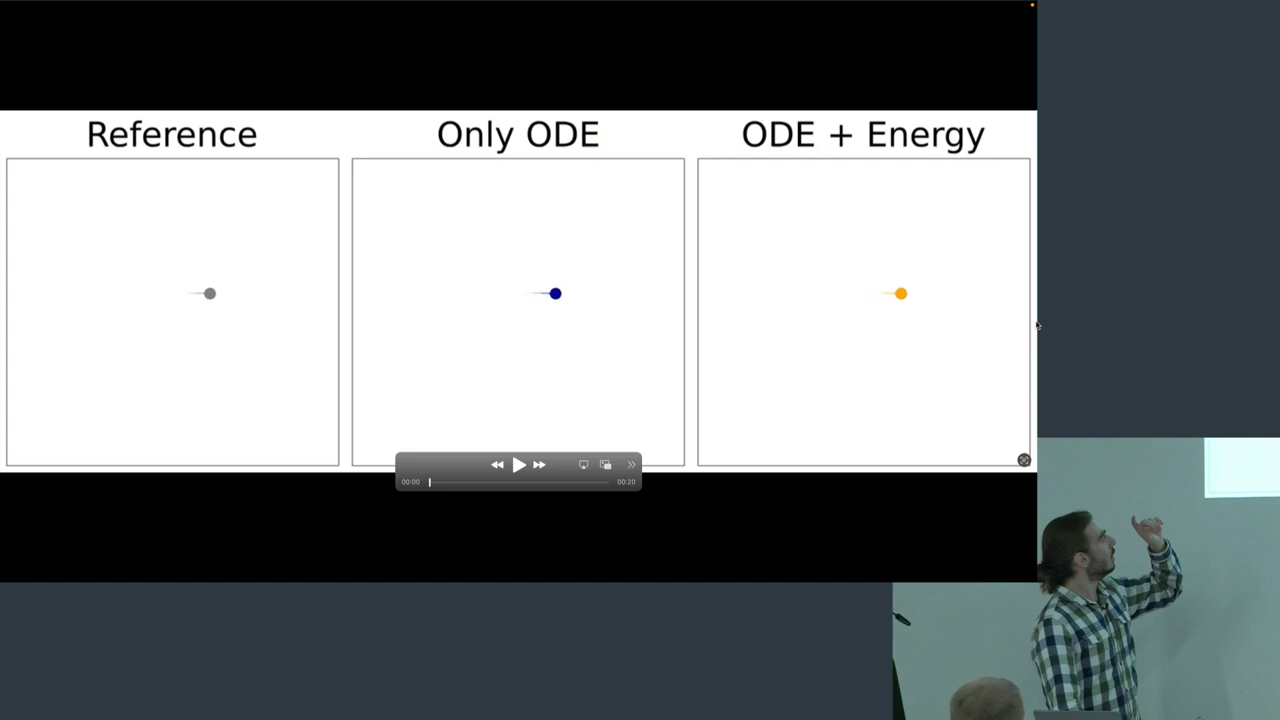 Reference
Only ODE
ODE + Energy
00:00
00:20